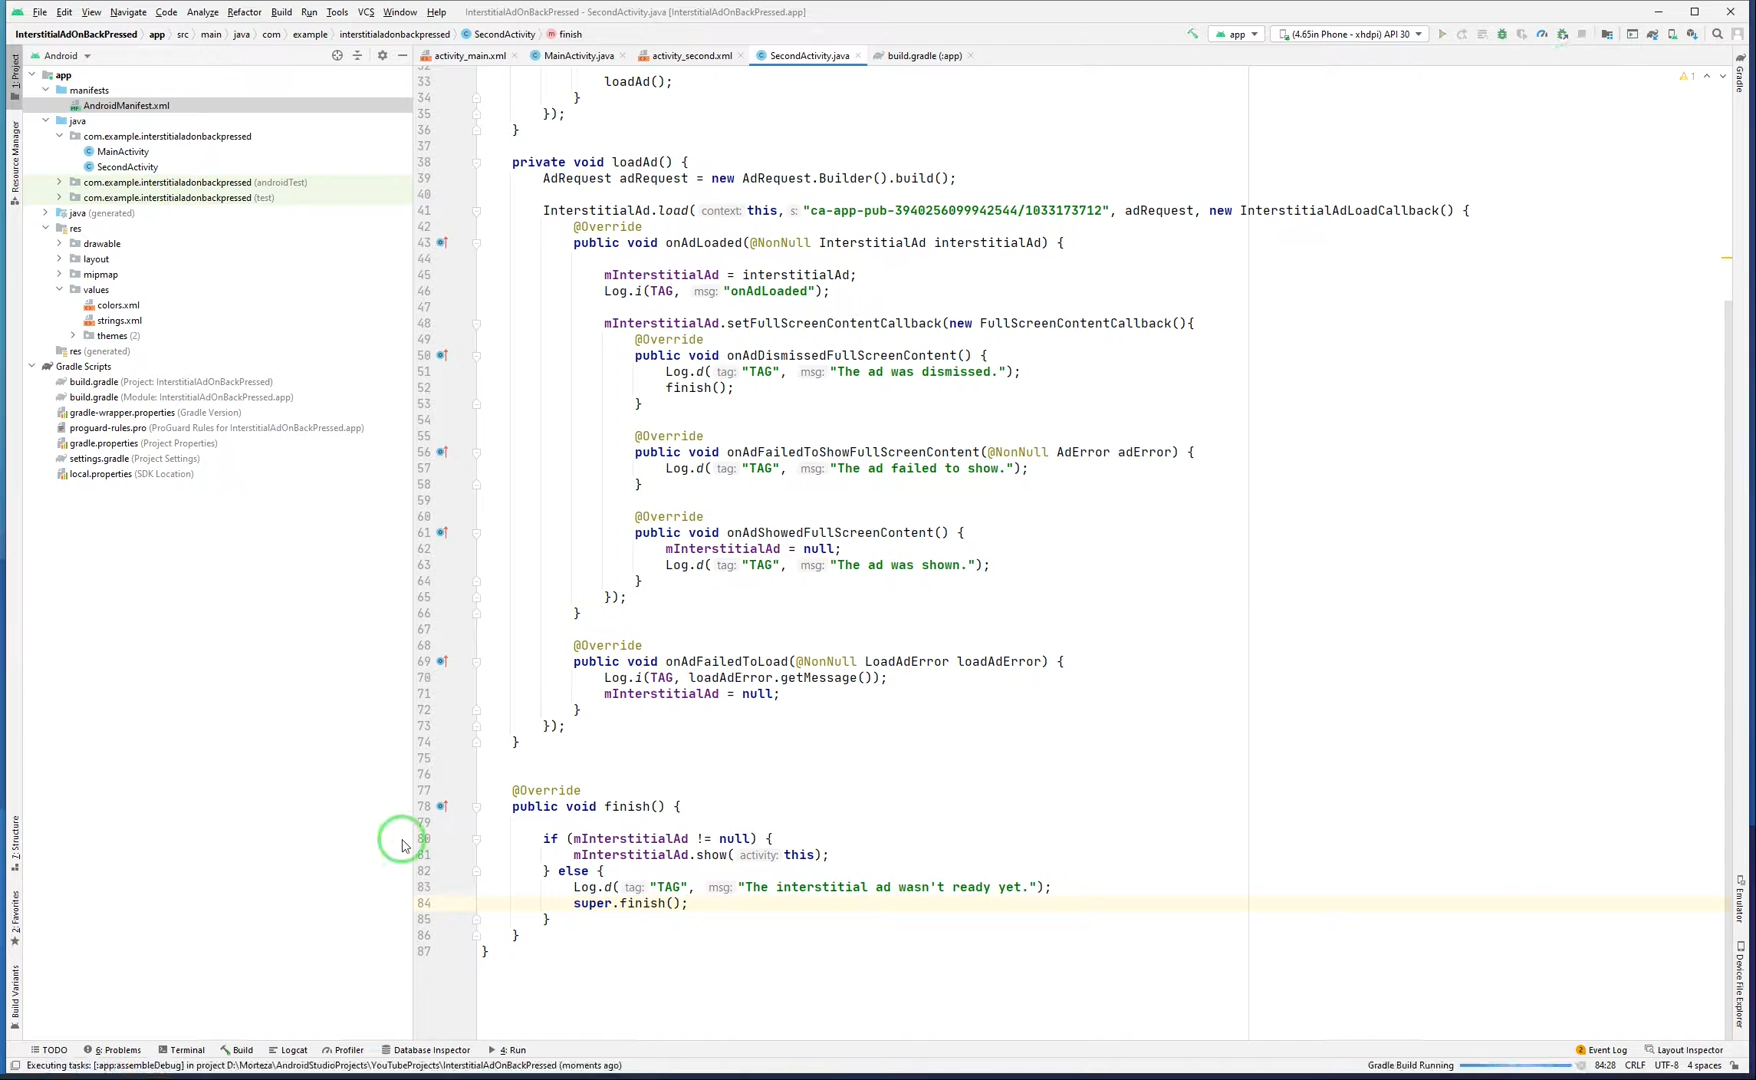 File Edit View Navigate Code Analyze Refactor Build Run Tools VCS Window Help InterstitialAdOnBackPressed - SecondActivity.java [InterstitialAdOnBackPressed.app]
InterstitialAdOnBackPressed app src main java com example interstitialadonbackpressed SecondActivity finish app (4.65in Phone - xhdpi) API 30
Android
activity_main.xml MainActivity.java activity_second.xml SecondActivity.java build.gradle (:app)
1: Project
Resource Manager
Z: Structure
2: Favorites
Build Variants
app
manifests
AndroidManifest.xml
java
com.example.interstitialadonbackpressed
MainActivity
SecondActivity
com.example.interstitialadonbackpressed (androidTest)
com.example.interstitialadonbackpressed (test)
java (generated)
res
drawable
layout
mipmap
values
colors.xml
strings.xml
themes (2)
res (generated)
Gradle Scripts
build.gradle (Project: InterstitialAdOnBackPressed)
build.gradle (Module: InterstitialAdOnBackPressed.app)
gradle-wrapper.properties (Gradle Version)
proguard-rules.pro (ProGuard Rules for InterstitialAdOnBackPressed.app)
gradle.properties (Project Properties)
settings.gradle (Project Settings)
local.properties (SDK Location)
32
33 loadAd();
34 }
35 });
36 }
37
38 private void loadAd() {
39 AdRequest adRequest = new AdRequest.Builder().build();
40
41 InterstitialAd.load( context: this, s: "ca-app-pub-3940256099942544/1033173712", adRequest, new InterstitialAdLoadCallback() {
42 @Override
43 public void onAdLoaded(@NonNull InterstitialAd interstitialAd) {
44
45 mInterstitialAd = interstitialAd;
46 Log.i(TAG, msg: "onAdLoaded");
47
48 mInterstitialAd.setFullScreenContentCallback(new FullScreenContentCallback(){
49 @Override
50 public void onAdDismissedFullScreenContent() {
51 Log.d( tag: "TAG", msg: "The ad was dismissed.");
52 finish();
53 }
54
55 @Override
56 public void onAdFailedToShowFullScreenContent(@NonNull AdError adError) {
57 Log.d( tag: "TAG", msg: "The ad failed to show.");
58 }
59
60 @Override
61 public void onAdShowedFullScreenContent() {
62 mInterstitialAd = null;
63 Log.d( tag: "TAG", msg: "The ad was shown.");
64 }
65 });
66 }
67
68 @Override
69 public void onAdFailedToLoad(@NonNull LoadAdError loadAdError) {
70 Log.i(TAG, loadAdError.getMessage());
71 mInterstitialAd = null;
72 }
73 });
74 }
75
76
77 @Override
78 public void finish() {
79
80 if (mInterstitialAd != null) {
81 mInterstitialAd.show( activity: this);
82 } else {
83 Log.d( tag: "TAG", msg: "The interstitial ad wasn't ready yet.");
84 super.finish();
85 }
86 }
87 }
1
Gradle
Emulator
Device File Explorer
TODO 6: Problems Terminal Build Logcat Profiler Database Inspector 4: Run 2 Event Log Layout Inspector
Executing tasks: [:app:assembleDebug] in project D:\Morteza\AndroidStudioProjects\YouTubeProjects\InterstitialAdOnBackPressed (moments ago) Gradle Build Running 84:28 CRLF UTF-8 4 spaces